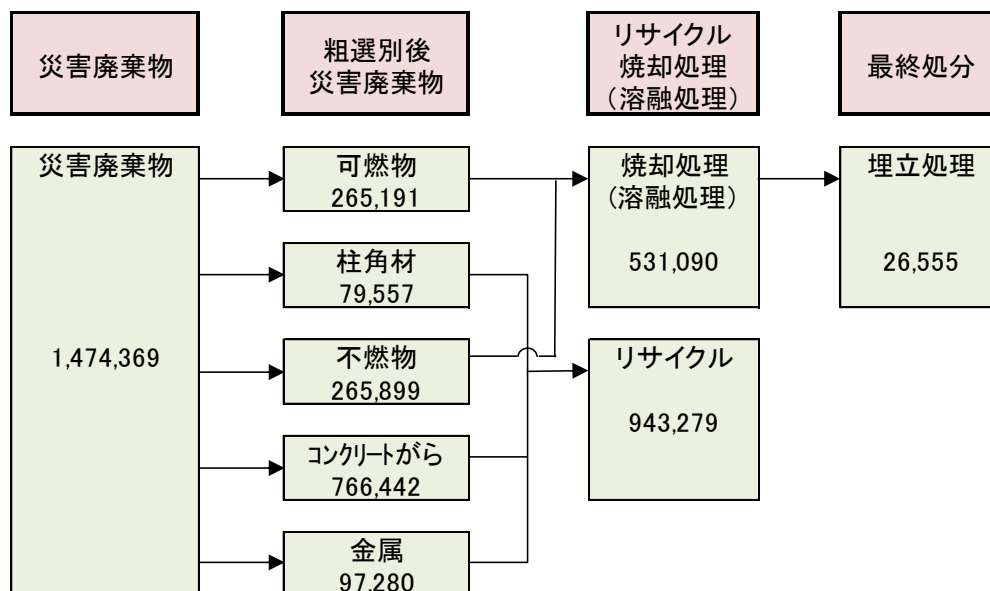 災害廃棄物
粗選別後
災害廃棄物
リサイクル
焼却処理
（溶融処理）
最終処分
災害廃棄物
1,474,369
可燃物
265,191
柱角材
79,557
不燃物
265,899
コンクリートがら
766,442
金属
97,280
焼却処理
（溶融処理）
531,090
リサイクル
943,279
埋立処理
26,555